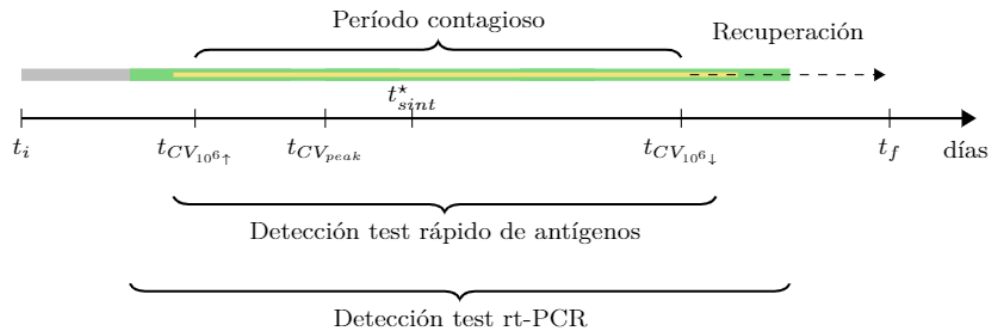 Período contagioso
Recuperación
t⋆sint
ti tCV10⁶↑ tCVpeak tCV10⁶↓ tf días
Detección test rápido de antígenos
Detección test rt-PCR